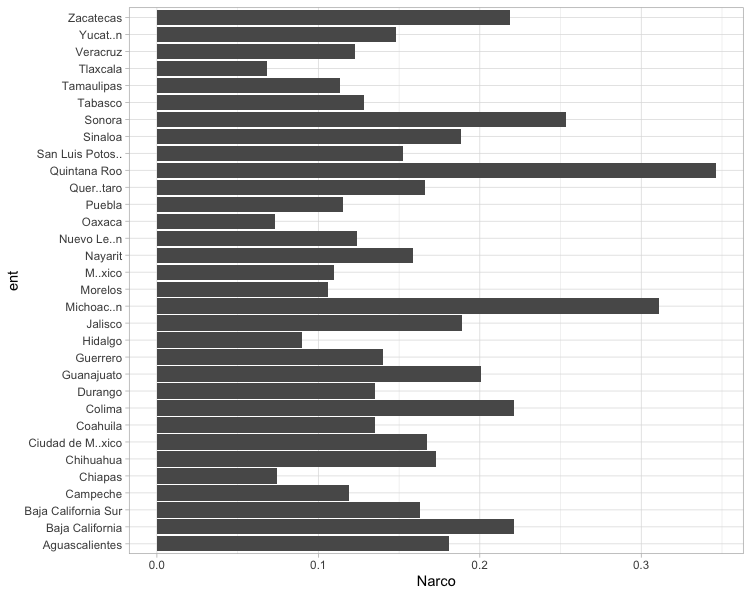 Zacatecas
Yucat..n
Veracruz
Tlaxcala
Tamaulipas
Tabasco
Sonora
Sinaloa
San Luis Potos..
Quintana Roo
Quer..taro
Puebla
Oaxaca
Nuevo Le..n
Nayarit
M..xico
Morelos
Michoac..n
Jalisco
Hidalgo
Guerrero
Guanajuato
Durango
Colima
Coahuila
Ciudad de M..xico
Chihuahua
Chiapas
Campeche
Baja California Sur
Baja California
Aguascalientes
ent
0.0 0.1 0.2 0.3
Narco